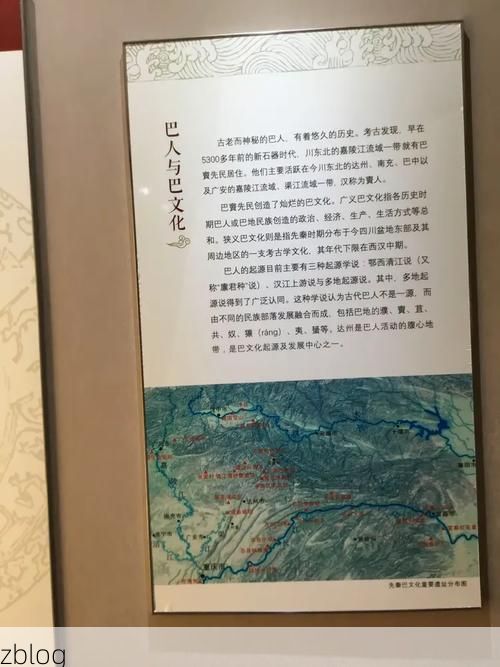 巴人与巴文化
古老而神秘的巴人，有着悠久的历史。考古发现，早在
5300多年前的新石器时代，川东北的嘉陵江流域一带就有巴
賨先民居住。他们主要活跃在今川东北的达州、南充、巴中以
及广安的嘉陵江流域、渠江流域一带，汉称为賨人。
巴賨先民创造了灿烂的巴文化。广义巴文化指各历史时
期巴人或巴地民族创造的政治、经济、生产、生活方式等总
和。狭义巴文化则是指先秦时期分布于今四川盆地东部及其
周边地区的一支考古学文化，其年代下限在西汉中期。
巴人的起源目前主要有三种起源学说：鄂西清江说（又
称“廪君种”说）、汉江上游说与多地起源说。其中，多地起
源说得到了广泛认同。这种学说认为古代巴人不是一源，而
由不同的民族部落发展融合而成，包括巴地的濮、賨、苴、
共、奴、獽（ráng）、夷、蜑等。达州是巴人活动的腹心地
带，是巴文化起源及发展中心之一。
达州市
南充市
广安市
重庆市
先秦巴文化重要遗址分布图
zblog